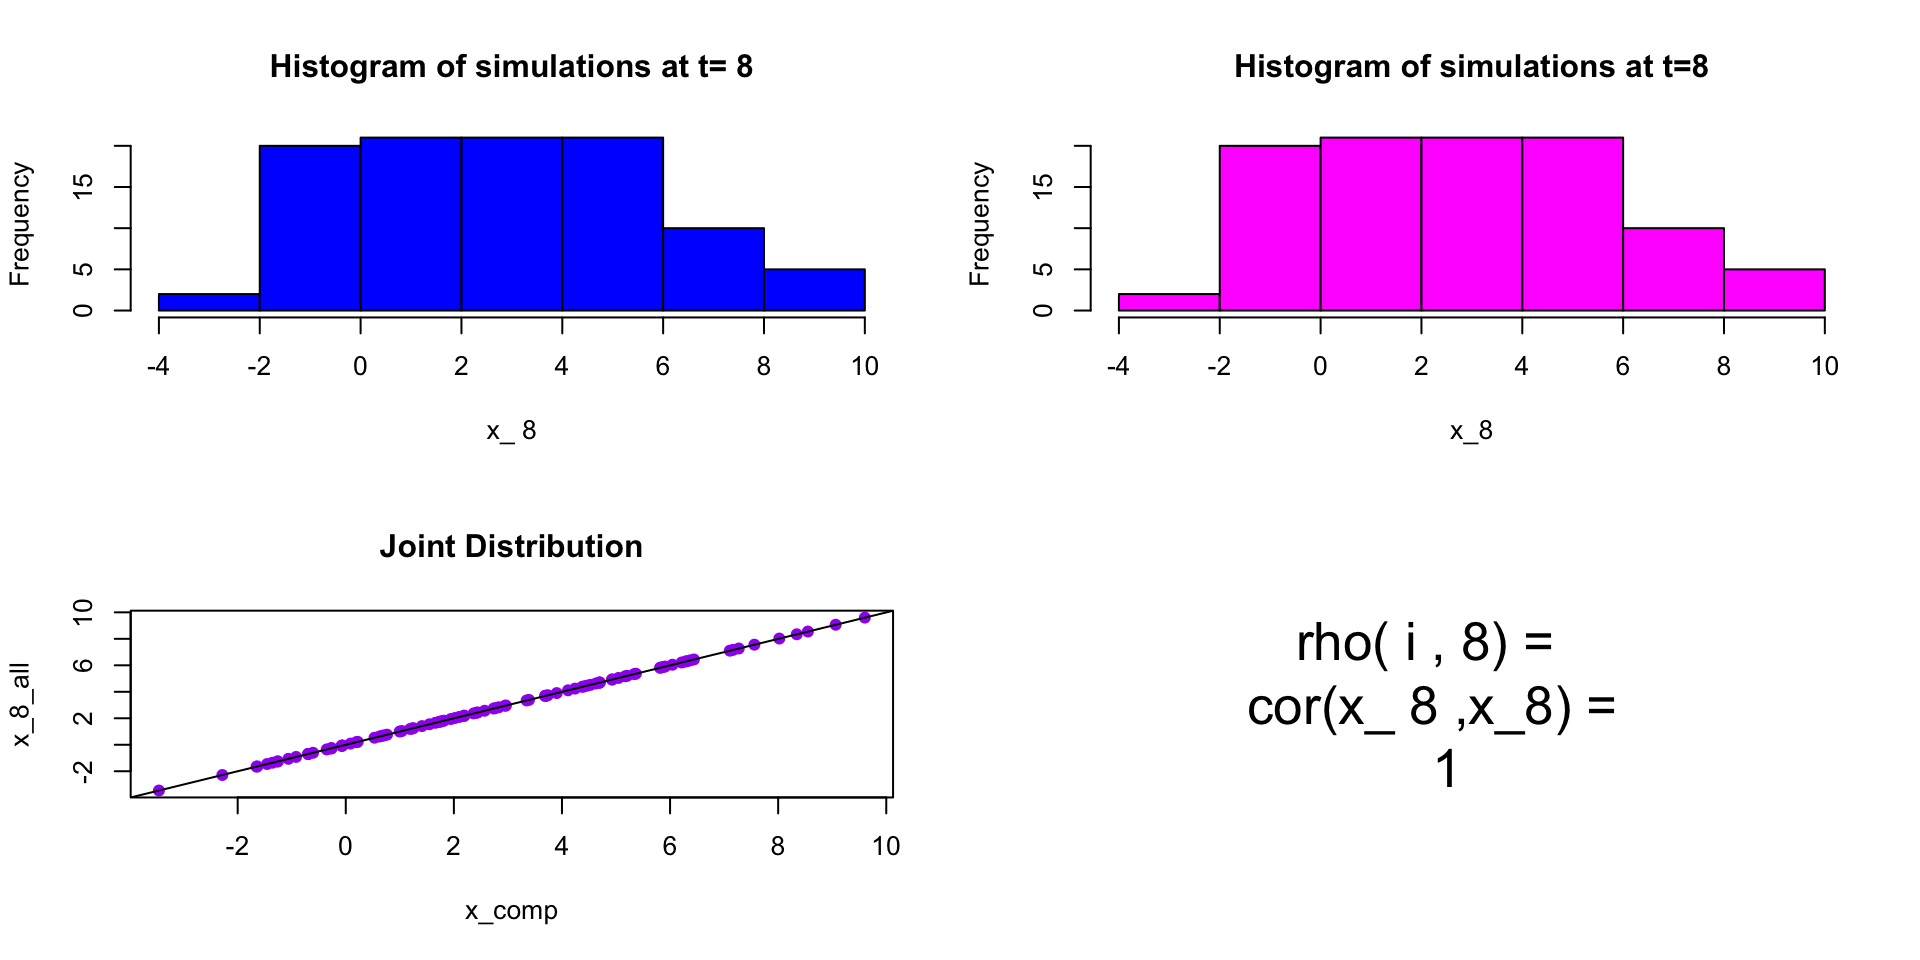 Histogram of simulations at t= 8
Frequency
0
5
15
-4 -2 0 2 4 6 8 10
x_ 8
Histogram of simulations at t=8
Frequency
0
5
15
-4 -2 0 2 4 6 8 10
x_8
Joint Distribution
x_8_all
-2
2
6
10
-2 0 2 4 6 8 10
x_comp
rho( i , 8) =
cor(x_ 8 ,x_8) =
1